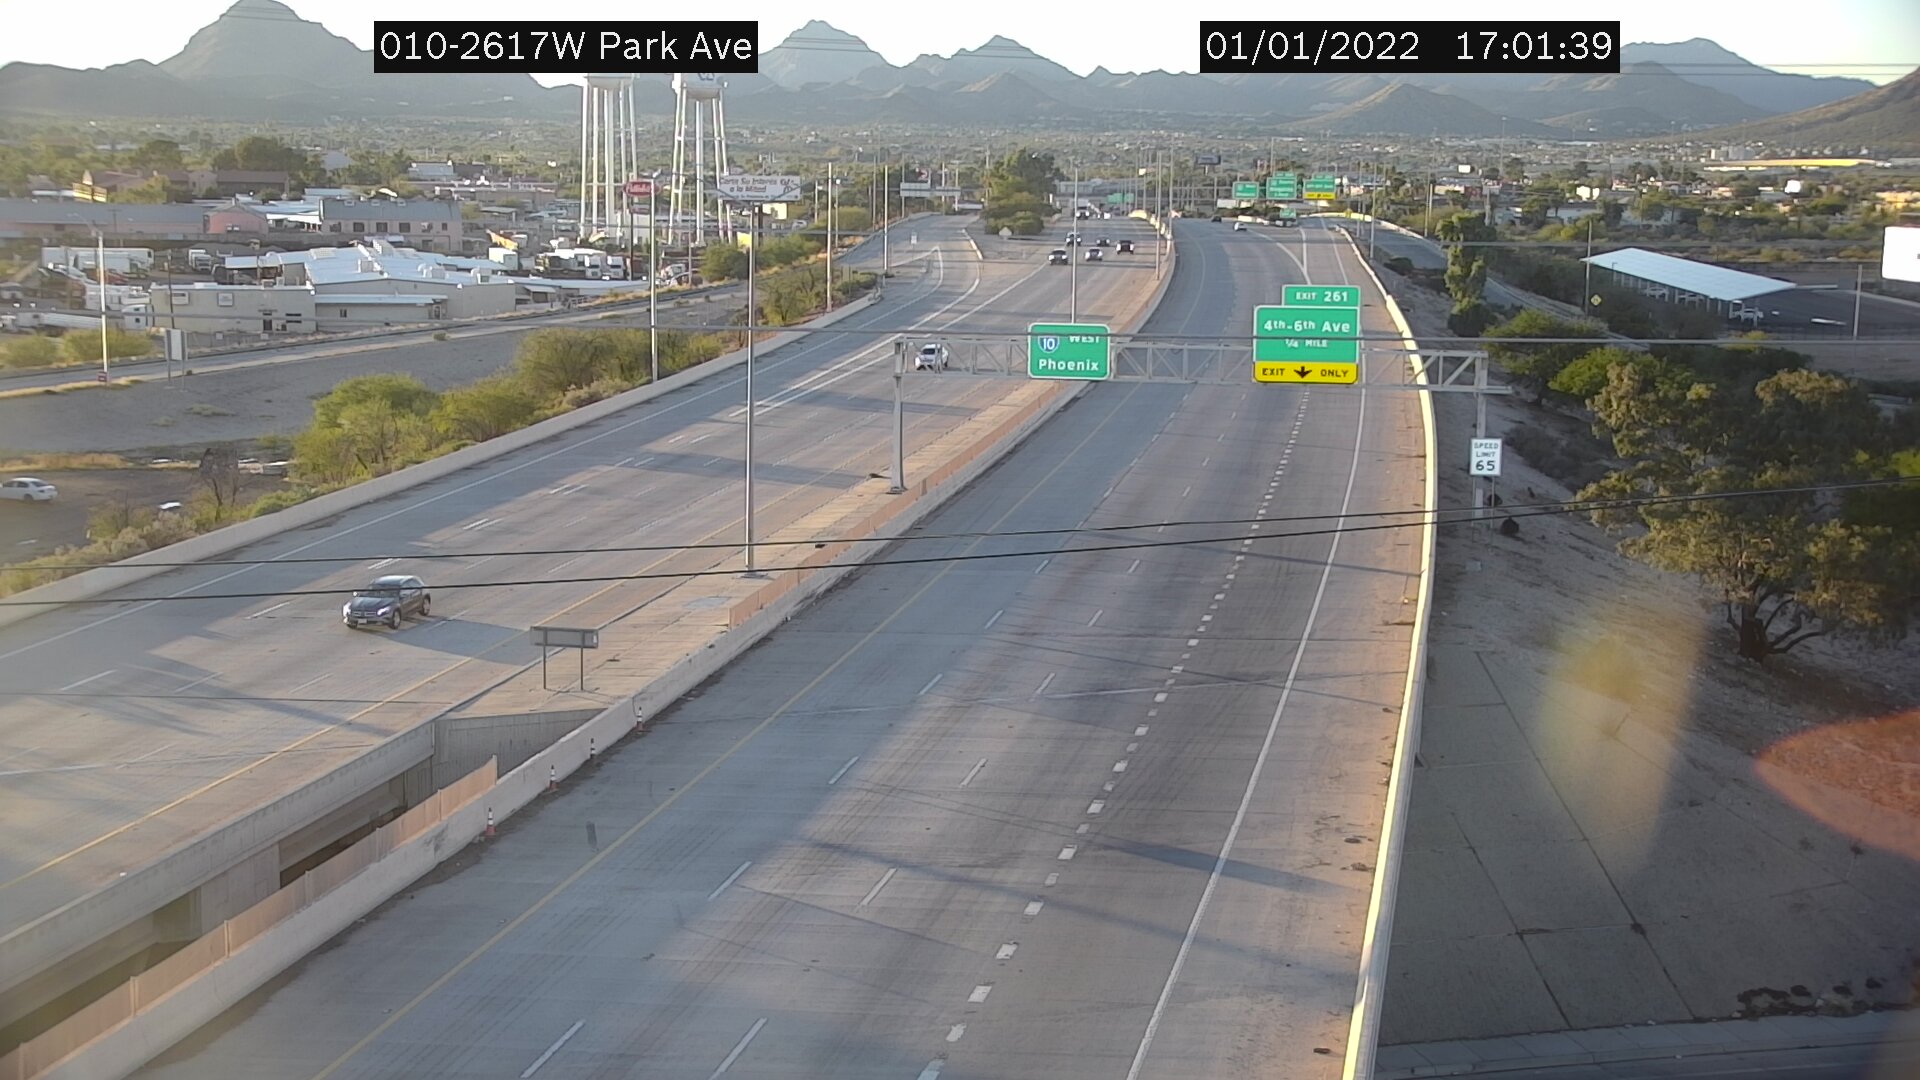 010-2617W Park Ave
01/01/2022 17:01:39
EXIT 261
10 WEST
Phoenix
4th-6th Ave
1/4 MILE
EXIT ONLY
SPEED
LIMIT
65